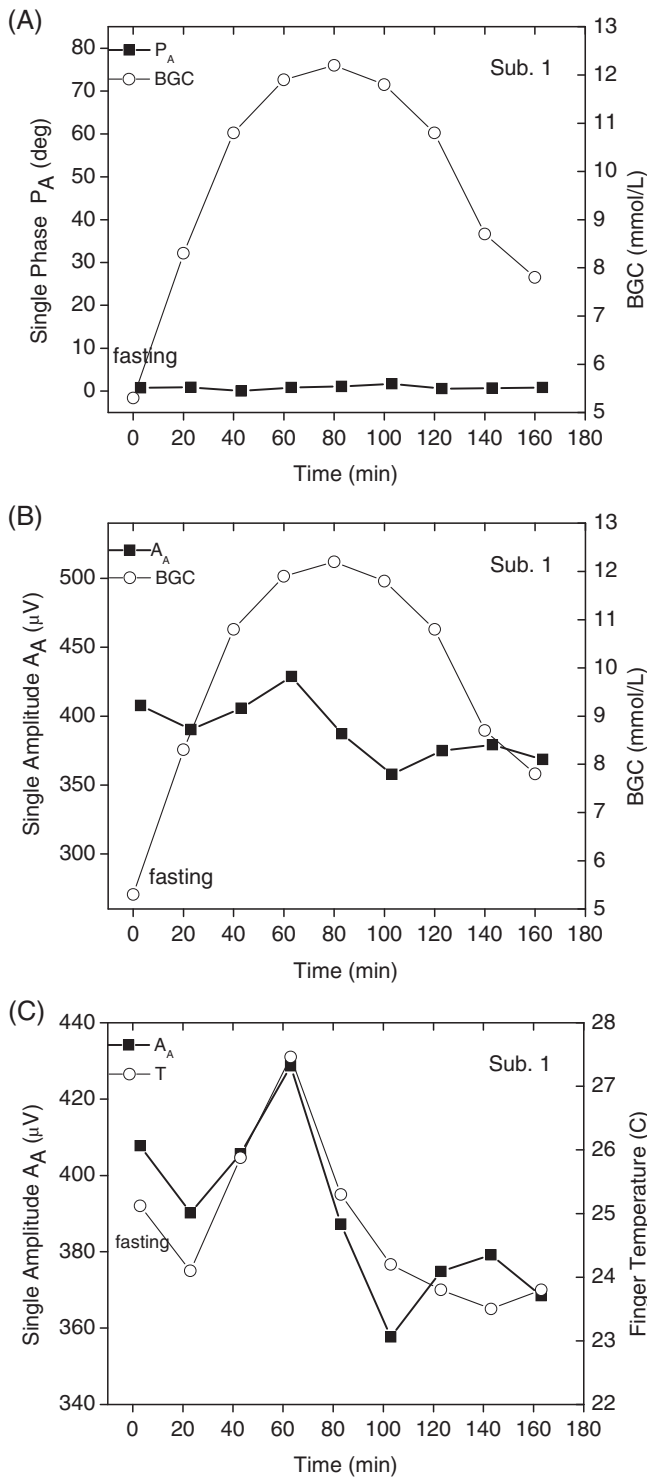 (A)
P_A
BGC
Sub. 1
80
70
60
50
40
30
20
10
0
Single Phase P_A (deg)
13
12
11
10
9
8
7
6
5
BGC (mmol/L)
fasting
0 20 40 60 80 100 120 140 160 180
Time (min)
(B)
A_A
BGC
Sub. 1
500
450
400
350
300
Single Amplitude A_A (μV)
13
12
11
10
9
8
7
6
5
BGC (mmol/L)
fasting
0 20 40 60 80 100 120 140 160 180
Time (min)
(C)
A_A
T
Sub. 1
440
420
400
380
360
340
Single Amplitude A_A (μV)
28
27
26
25
24
23
22
Finger Temperature (C)
fasting
0 20 40 60 80 100 120 140 160 180
Time (min)